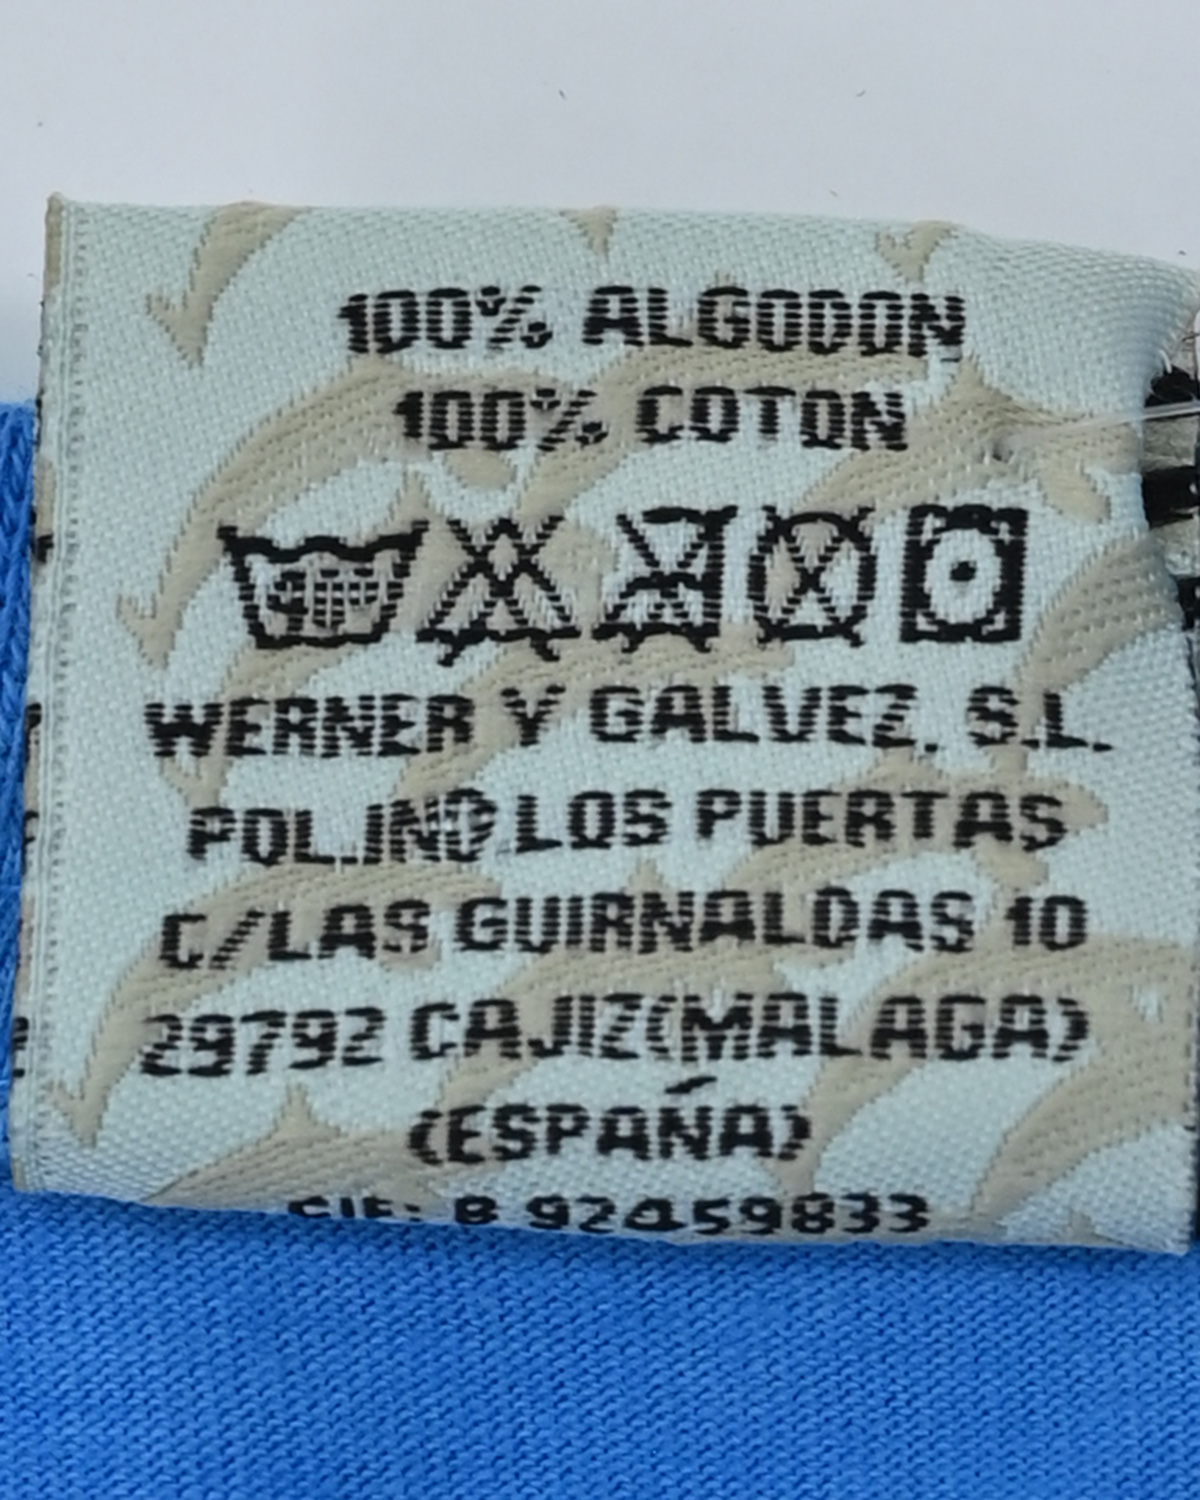 100% ALGODON
100% COTON
WERNER Y GALVEZ, S.L.
POL.IND LOS PUERTAS
C/LAS GUIRNALDAS 10
29792 CAJIZ(MALAGA)
(ESPAÑA)
CIF: B 92459833